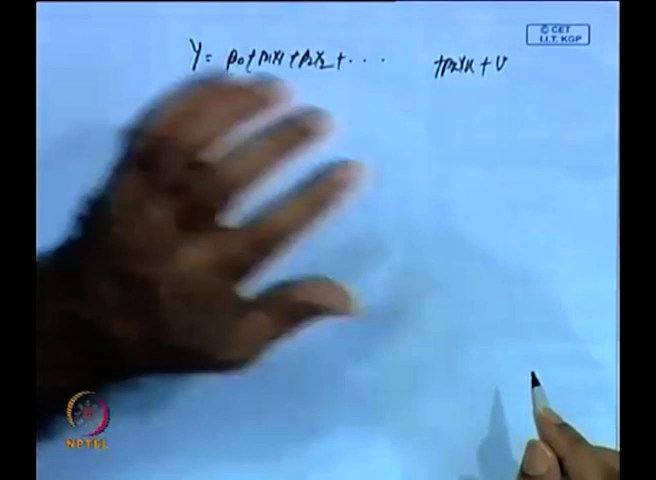 Y = β0 + β1X1 + β2X2 + . . . + βKXK + U
© CET
I.I.T. KGP
NPTEL